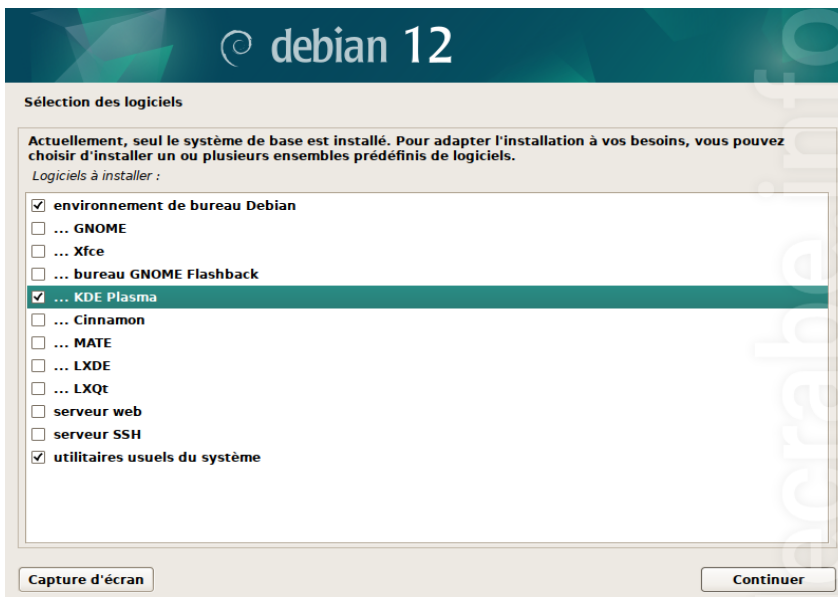 debian 12
Sélection des logiciels
Actuellement, seul le système de base est installé. Pour adapter l'installation à vos besoins, vous pouvez
choisir d'installer un ou plusieurs ensembles prédéfinis de logiciels.
Logiciels à installer :
environnement de bureau Debian
... GNOME
... Xfce
... bureau GNOME Flashback
... KDE Plasma
... Cinnamon
... MATE
... LXDE
... LXQt
serveur web
serveur SSH
utilitaires usuels du système
Capture d'écran
Continuer
ecrabe info